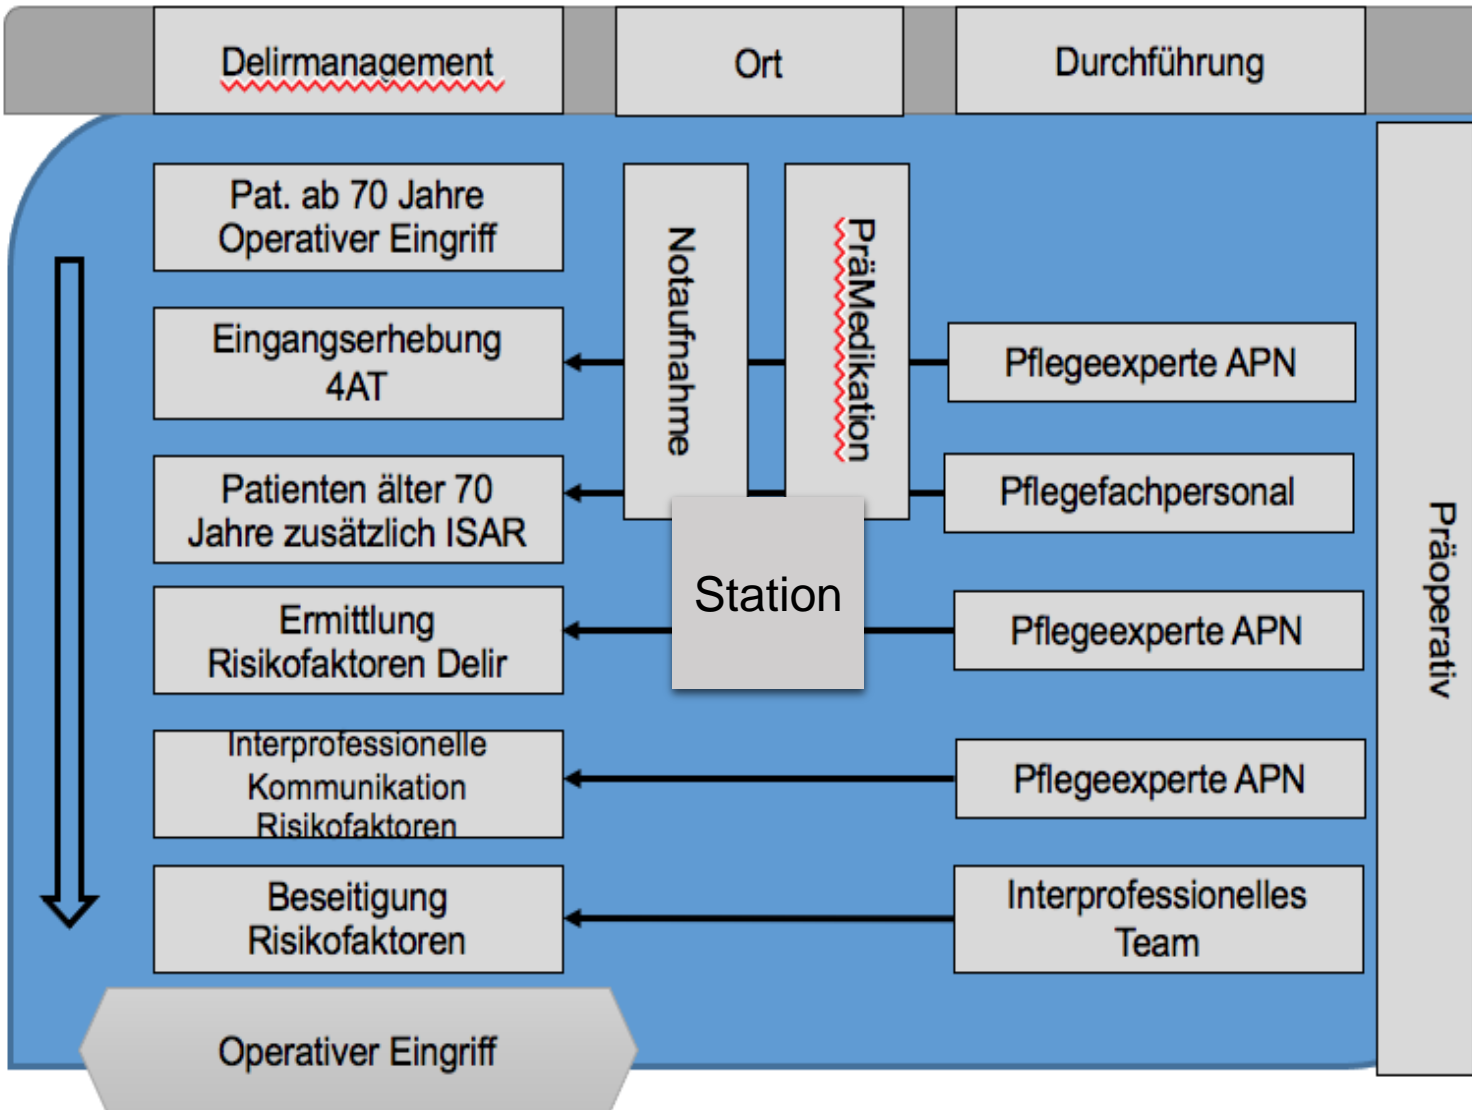 Delirmanagement
Ort
Durchführung
Pat. ab 70 Jahre
Operativer Eingriff
Notaufnahme
PräMedikation
Eingangserhebung
4AT
Pflegeexperte APN
Patienten älter 70
Jahre zusätzlich ISAR
Pflegefachpersonal
Station
Ermittlung
Risikofaktoren Delir
Pflegeexperte APN
Interprofessionelle
Kommunikation
Risikofaktoren
Pflegeexperte APN
Beseitigung
Risikofaktoren
Interprofessionelles
Team
Operativer Eingriff
Präoperativ